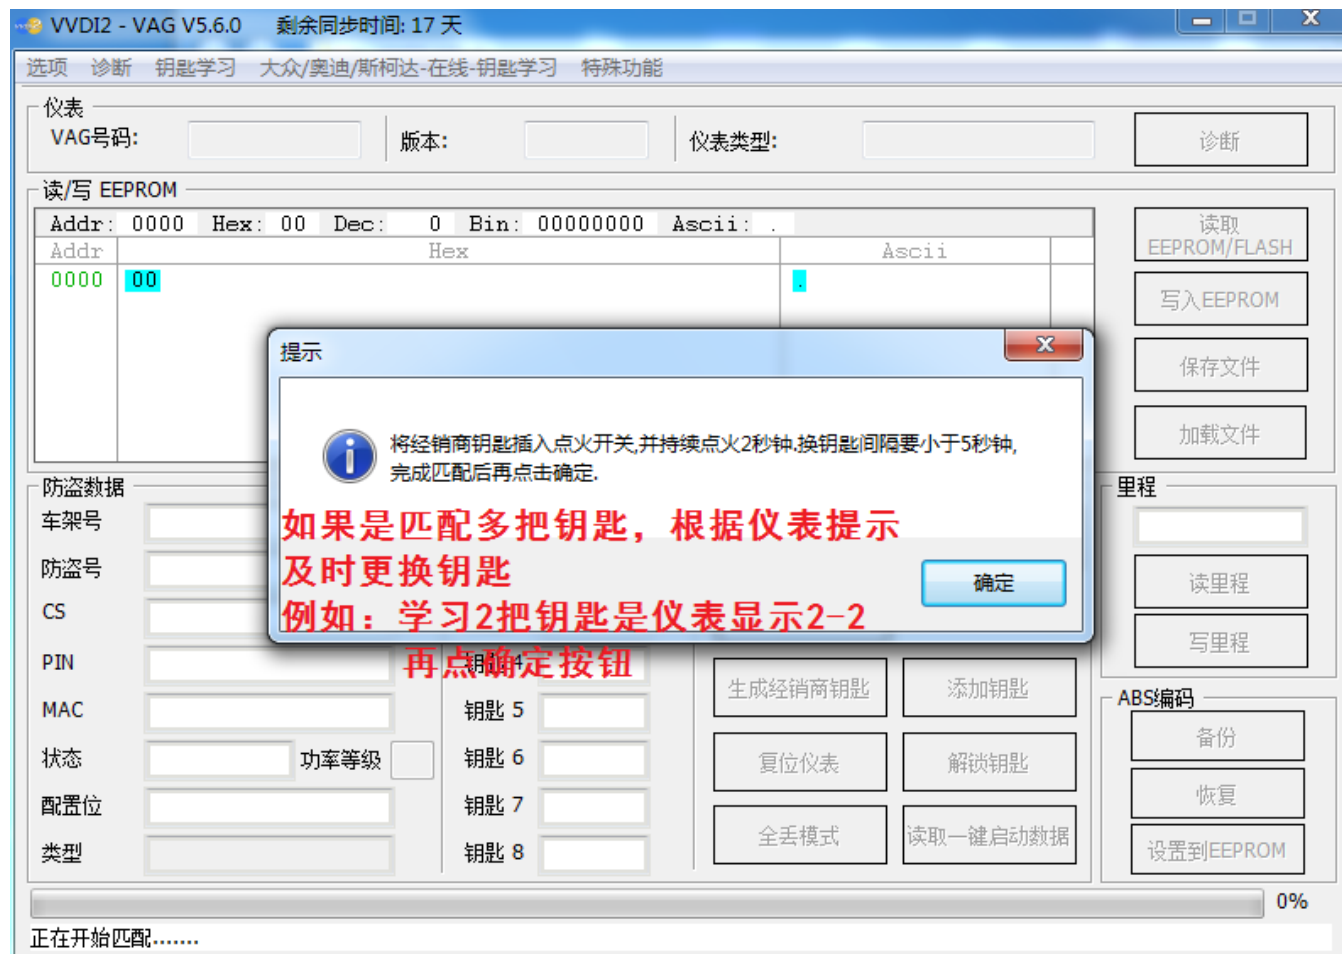 VVDI2 - VAG V5.6.0 剩余同步时间: 17 天
选项 诊断 钥匙学习 大众/奥迪/斯柯达-在线-钥匙学习 特殊功能
仪表
VAG号码: 版本: 仪表类型: 诊断
读/写 EEPROM
Addr: 0000 Hex: 00 Dec: 0 Bin: 00000000 Ascii: .
Addr Hex Ascii
0000 00 .
读取
EEPROM/FLASH
写入EEPROM
保存文件
加载文件
提示
将经销商钥匙插入点火开关,并持续点火2秒钟.换钥匙间隔要小于5秒钟,
完成匹配后再点击确定.
如果是匹配多把钥匙，根据仪表提示
及时更换钥匙
例如：学习2把钥匙是仪表显示2-2
再点确定按钮
确定
防盗数据
车架号
防盗号
CS
PIN
MAC
状态 功率等级
配置位
类型
钥匙 4
钥匙 5
钥匙 6
钥匙 7
钥匙 8
生成经销商钥匙 添加钥匙
复位仪表 解锁钥匙
全丢模式 读取一键启动数据
里程
读里程
写里程
ABS编码
备份
恢复
设置到EEPROM
0%
正在开始匹配.......